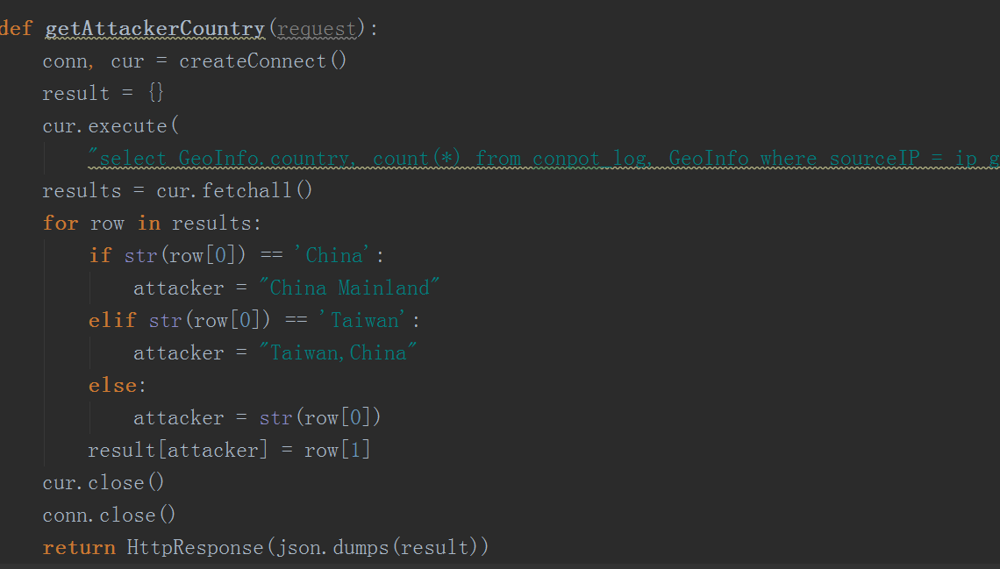 def getAttackerCountry(request):
    conn, cur = createConnect()
    result = {}
    cur.execute(
        "select GeoInfo.country, count(*) from conpot_log, GeoInfo where sourceIP = ip g
    results = cur.fetchall()
    for row in results:
        if str(row[0]) == 'China':
            attacker = "China Mainland"
        elif str(row[0]) == 'Taiwan':
            attacker = "Taiwan,China"
        else:
            attacker = str(row[0])
        result[attacker] = row[1]
    cur.close()
    conn.close()
    return HttpResponse(json.dumps(result))